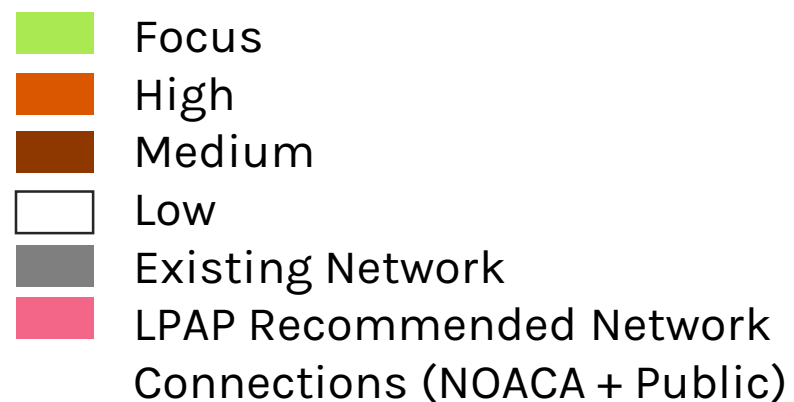 Focus
High
Medium
Low
Existing Network
LPAP Recommended Network
Connections (NOACA + Public)